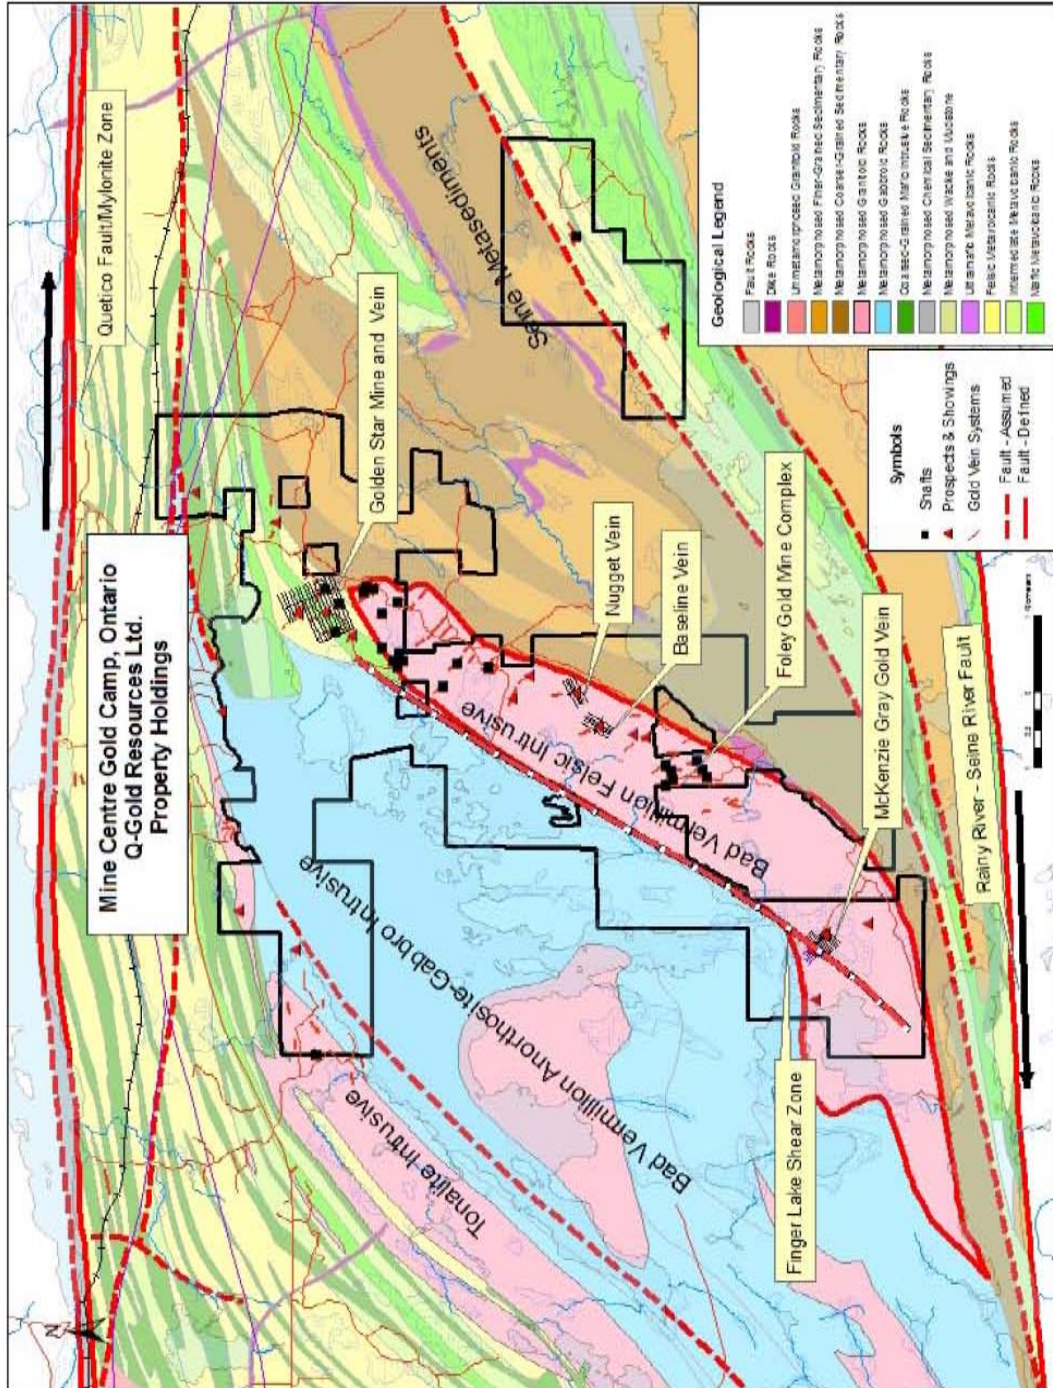 Mine Centre Gold Camp, Ontario
Q-Gold Resources Ltd.
Property Holdings
N
Quetico Fault/Mylonite Zone
Golden Star Mine and Vein
Seine Metasediments
Nugget Vein
Baseline Vein
Foley Gold Mine Complex
McKenzie Gray Gold Vein
Rainy River - Seine River Fault
Bad Vermilion Felsic Intrusive
Bad Vermillion Anorthosite-Gabbro Intrusive
Tonalite Intrusive
Finger Lake Shear Zone
Symbols
Shafts
Prospects & Showings
Gold Vein Systems
Fault - Assumed
Fault - Defined
Geological Legend
Fault Rocks
Dike Rocks
Unmetamorphosed Granitoid Rocks
Metamorphosed Finer-Grained Sedimentary Rocks
Metamorphosed Coarse-Grained Sedimentary Rocks
Metamorphosed Granitoid Rocks
Metamorphosed Gabbroic Rocks
Coarse-Grained Mafic Intrusive Rocks
Metamorphosed Chemical Sedimentary Rocks
Metamorphosed Wacke and Mudstone
Ultramafic Metavolcanic Rocks
Felsic Metavolcanic Rocks
Intermediate Metavolcanic Rocks
Mafic Metavolcanic Rocks